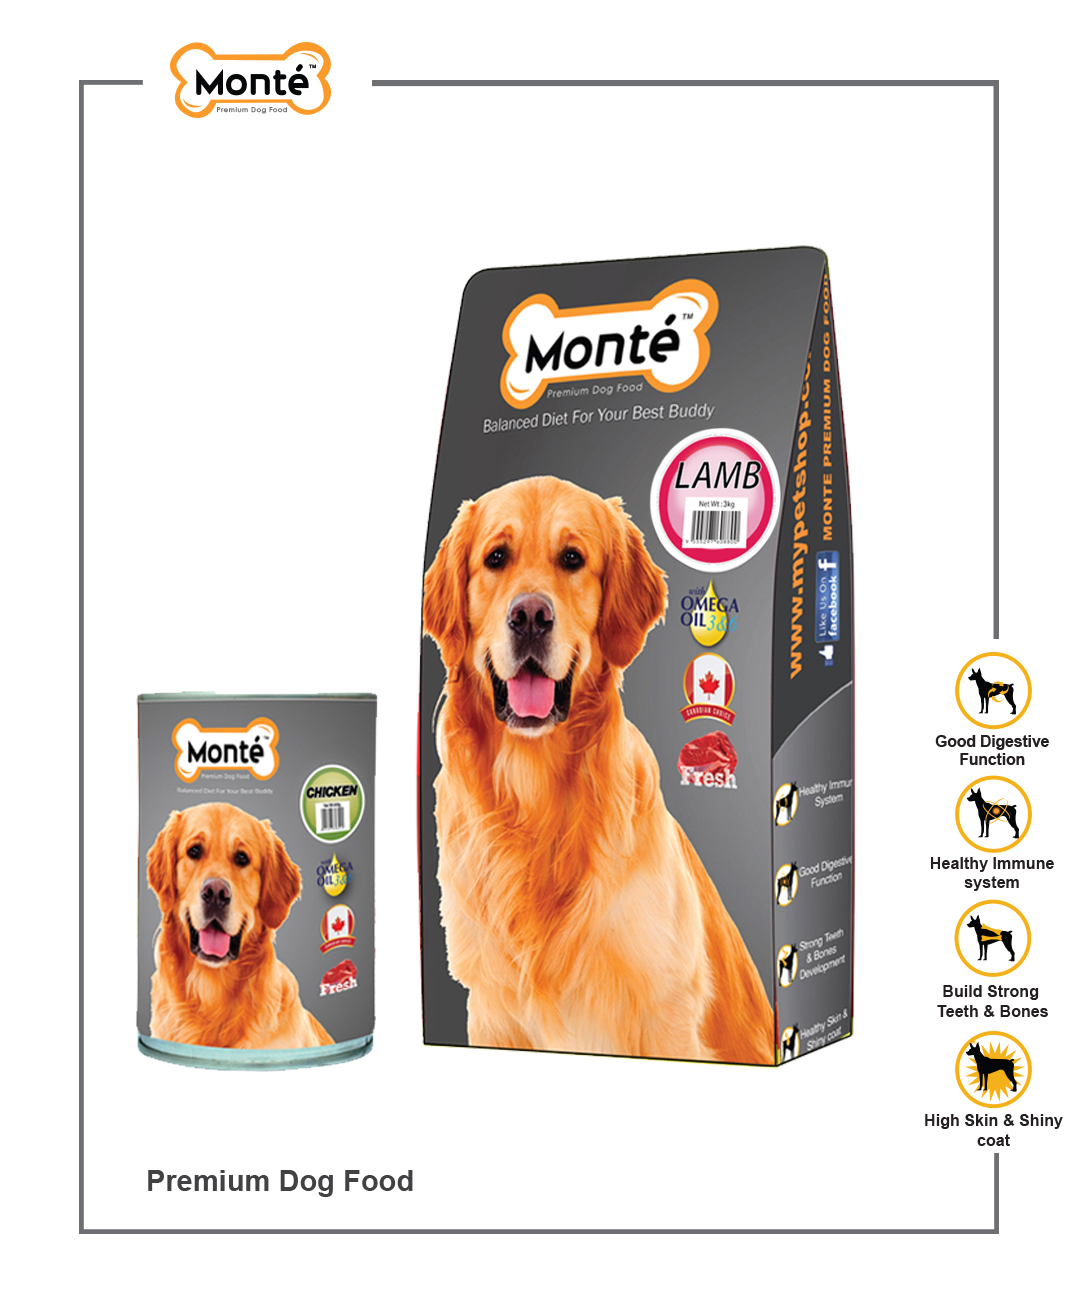 Monté™
Premium Dog Food
Monté™
Premium Dog Food
Balanced Diet For Your Best Buddy
LAMB
Net Wt : 3kg
with
OMEGA
OIL 3&6
CANADIAN CHOICE
Fresh
www.mypetshop.co
MONTE PREMIUM DOG FOOD
Like Us On
facebook
Healthy Immun
System
Good Digestive
Function
Strong Teeth
& Bones
Development
Healthy Skin &
Shiny coat
Monté™
Premium Dog Food
Balanced Diet For Your Best Buddy
CHICKEN
with
OMEGA
OIL 3&6
Fresh
Good Digestive
Function
Healthy Immune
system
Build Strong
Teeth & Bones
High Skin & Shiny
coat
Premium Dog Food